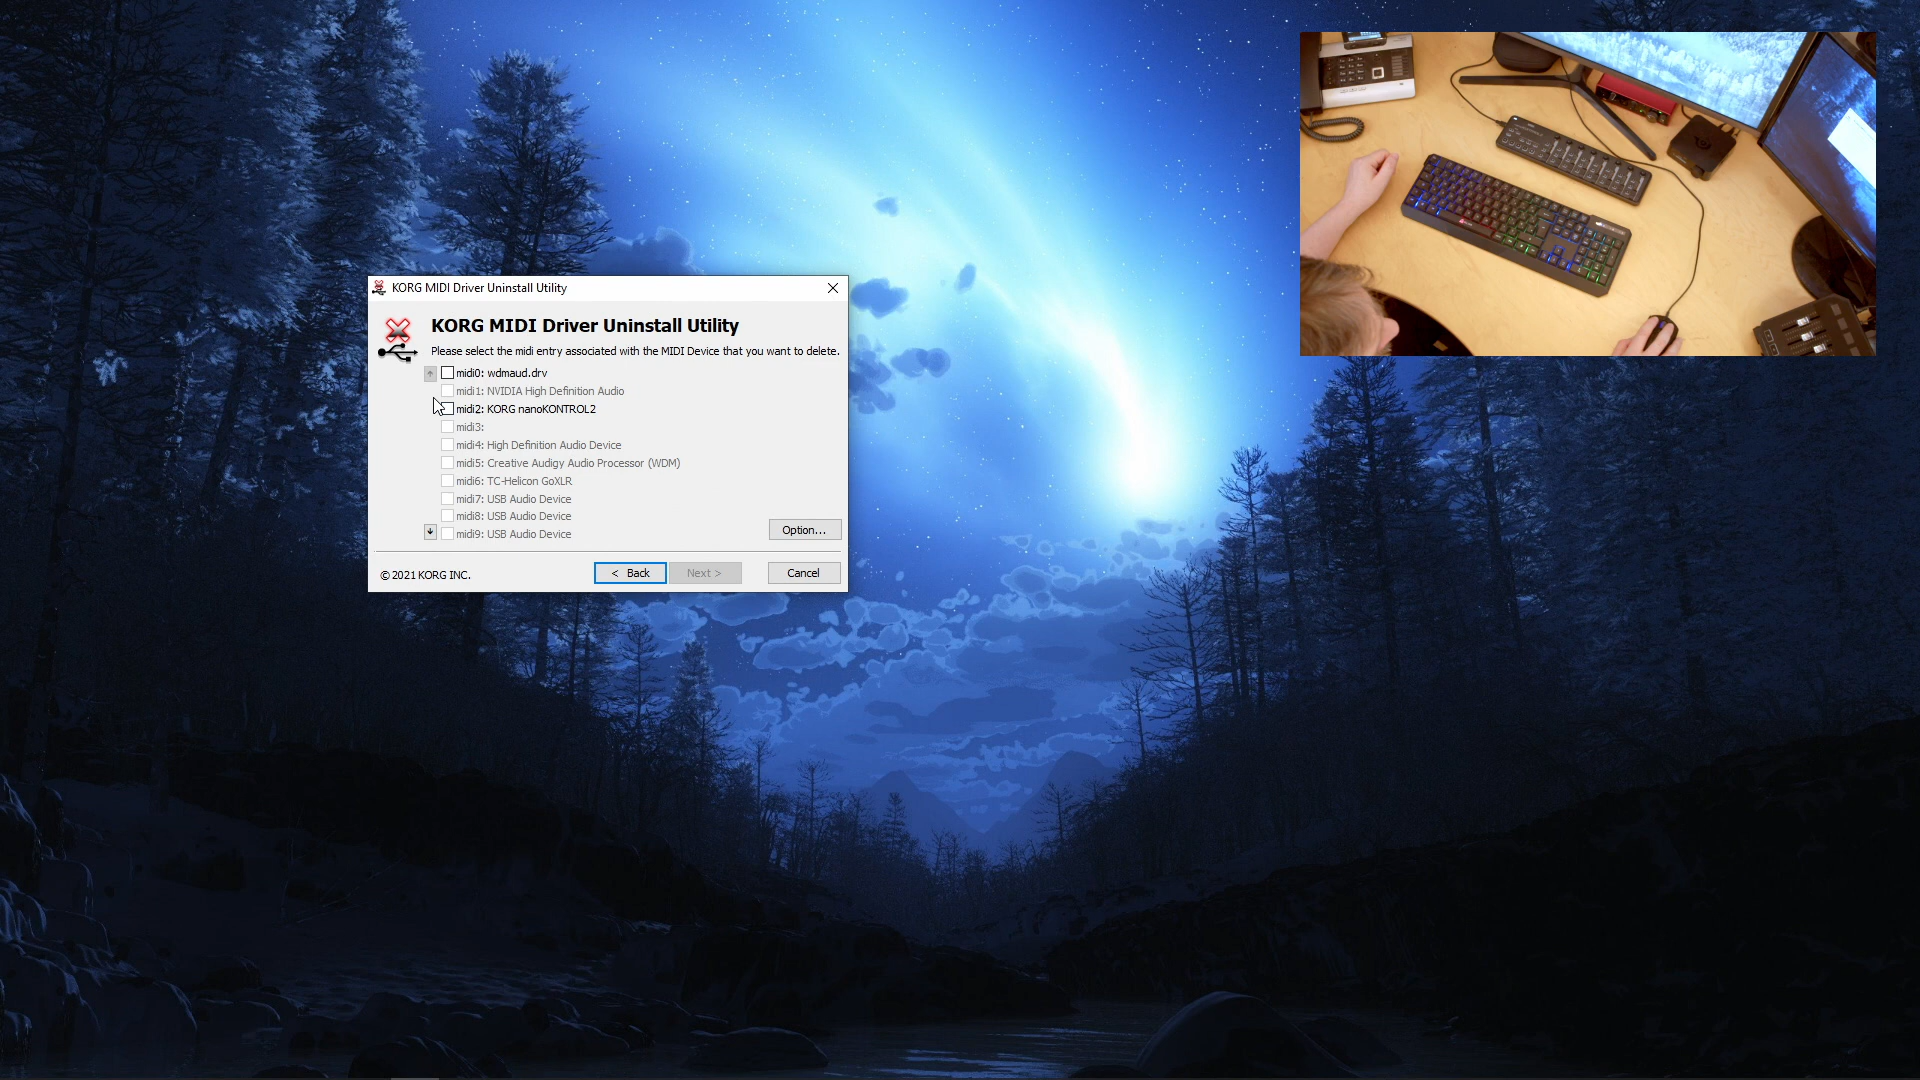 KORG MIDI Driver Uninstall Utility
KORG MIDI Driver Uninstall Utility
Please select the midi entry associated with the MIDI Device that you want to delete.
midi0: wdmaud.drv
midi1: NVIDIA High Definition Audio
midi2: KORG nanoKONTROL2
midi3:
midi4: High Definition Audio Device
midi5: Creative Audigy Audio Processor (WDM)
midi6: TC-Helicon GoXLR
midi7: USB Audio Device
midi8: USB Audio Device
midi9: USB Audio Device
Option...
© 2021 KORG INC.
< Back
Next >
Cancel